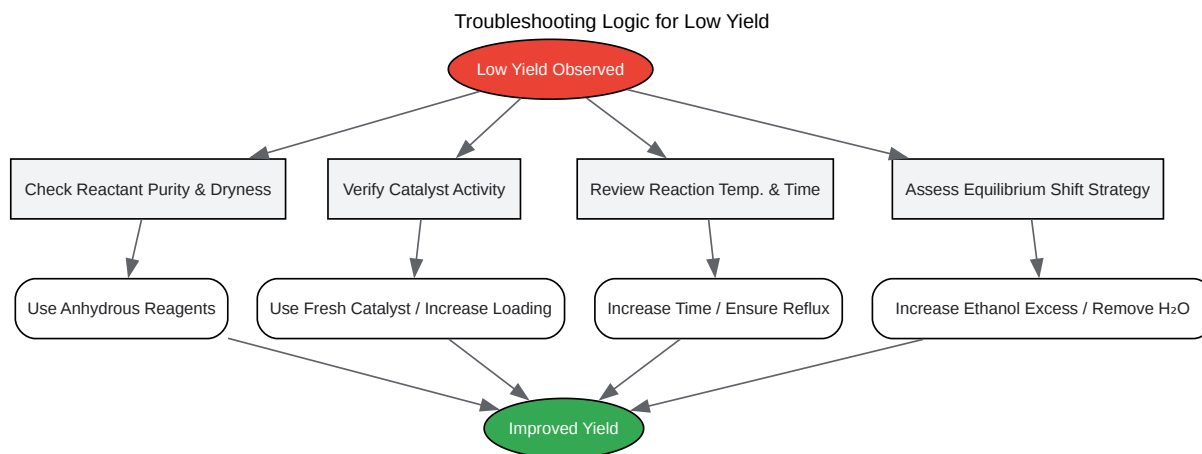 Troubleshooting Logic for Low Yield
Low Yield Observed
Check Reactant Purity & Dryness
Verify Catalyst Activity
Review Reaction Temp. & Time
Assess Equilibrium Shift Strategy
Use Anhydrous Reagents
Use Fresh Catalyst / Increase Loading
Increase Time / Ensure Reflux
Increase Ethanol Excess / Remove H₂O
Improved Yield